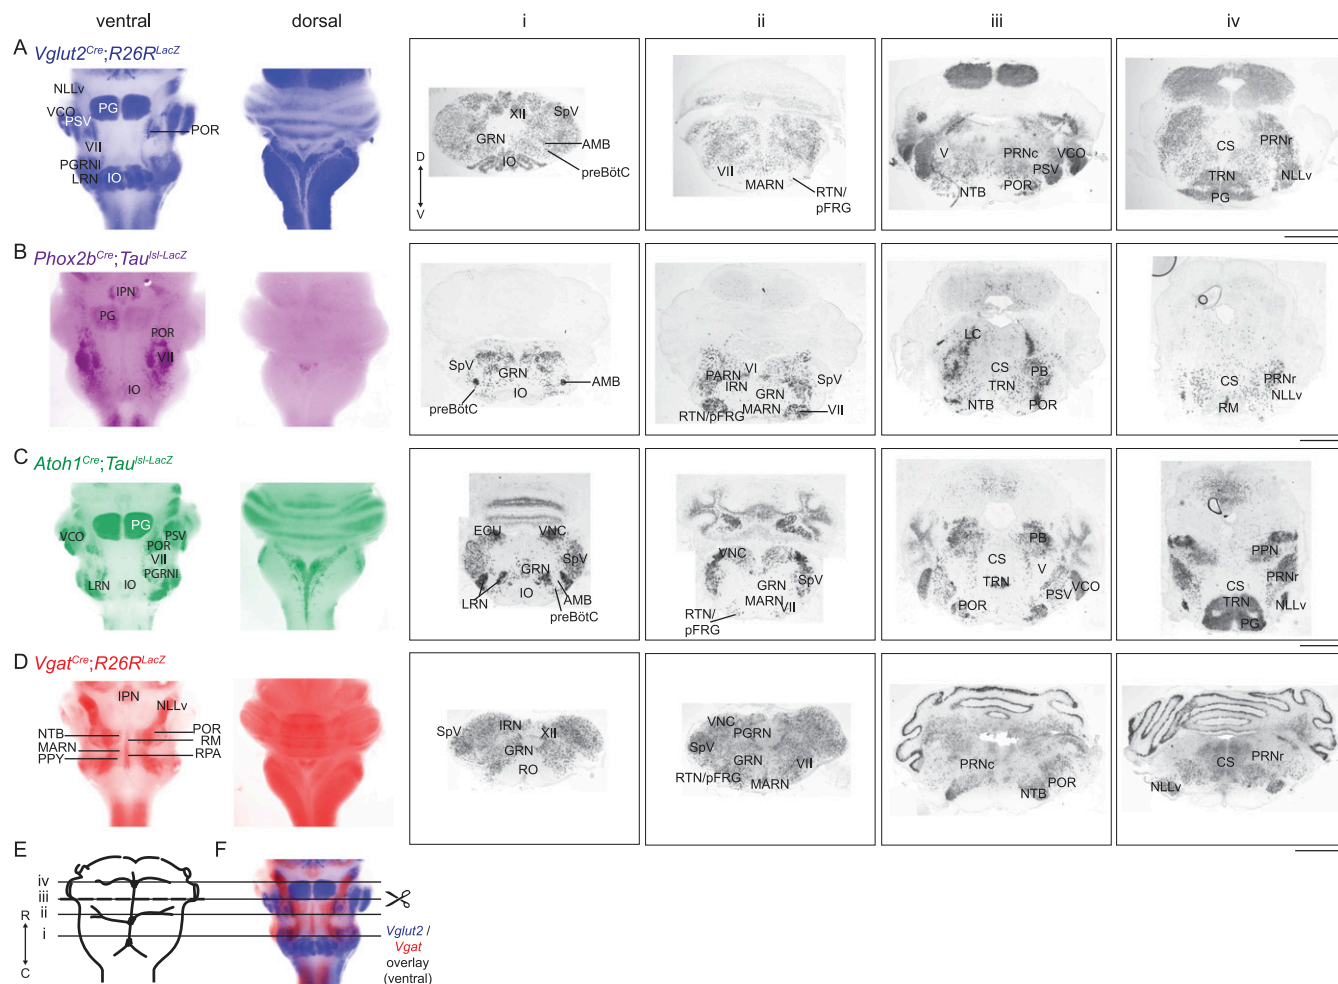 ventral dorsal i ii iii iv
A Vglut2Cre;R26RLacZ
NLLv
VCO PG
PSV
POR
VII
PGRNl
LRN IO
XII SpV
GRN
AMB
IO
preBötC
D
V
VII
MARN RTN/
pFRG
V PRNc VCO
PSV
NTB POR
CS PRNr
TRN NLLv
PG
B Phox2bCre;Taulsl-LacZ
IPN
PG
POR
VII
IO
SpV
GRN
AMB
preBötC IO
VI
PARN SpV
IRN GRN
MARN
RTN/pFRG VII
LC
CS PB
TRN
NTB POR
CS PRNr
NLLv
RM
C Atoh1Cre;Taulsl-LacZ
PG
VCO PSV
POR
VII
PGRNl
LRN IO
ECU VNC
SpV
GRN
IO
LRN AMB
preBötC
VNC
GRN SpV
MARN
VII
RTN/
pFRG
PB
CS
V
TRN VCO
PSV
POR
PPN
PRNr
CS
TRN NLLv
PG
D VgatCre;R26RLacZ
IPN
NLLv
NTB POR
RM
MARN
PPY RPA
IRN XII
SpV
GRN
RO
VNC PGRN
SpV
GRN VII
RTN/pFRG
MARN
PRNc
POR
NTB
PRNr
CS
NLLv
E F
iv
iii
R ii
i
C
Vglut2 /
Vgat
overlay
(ventral)